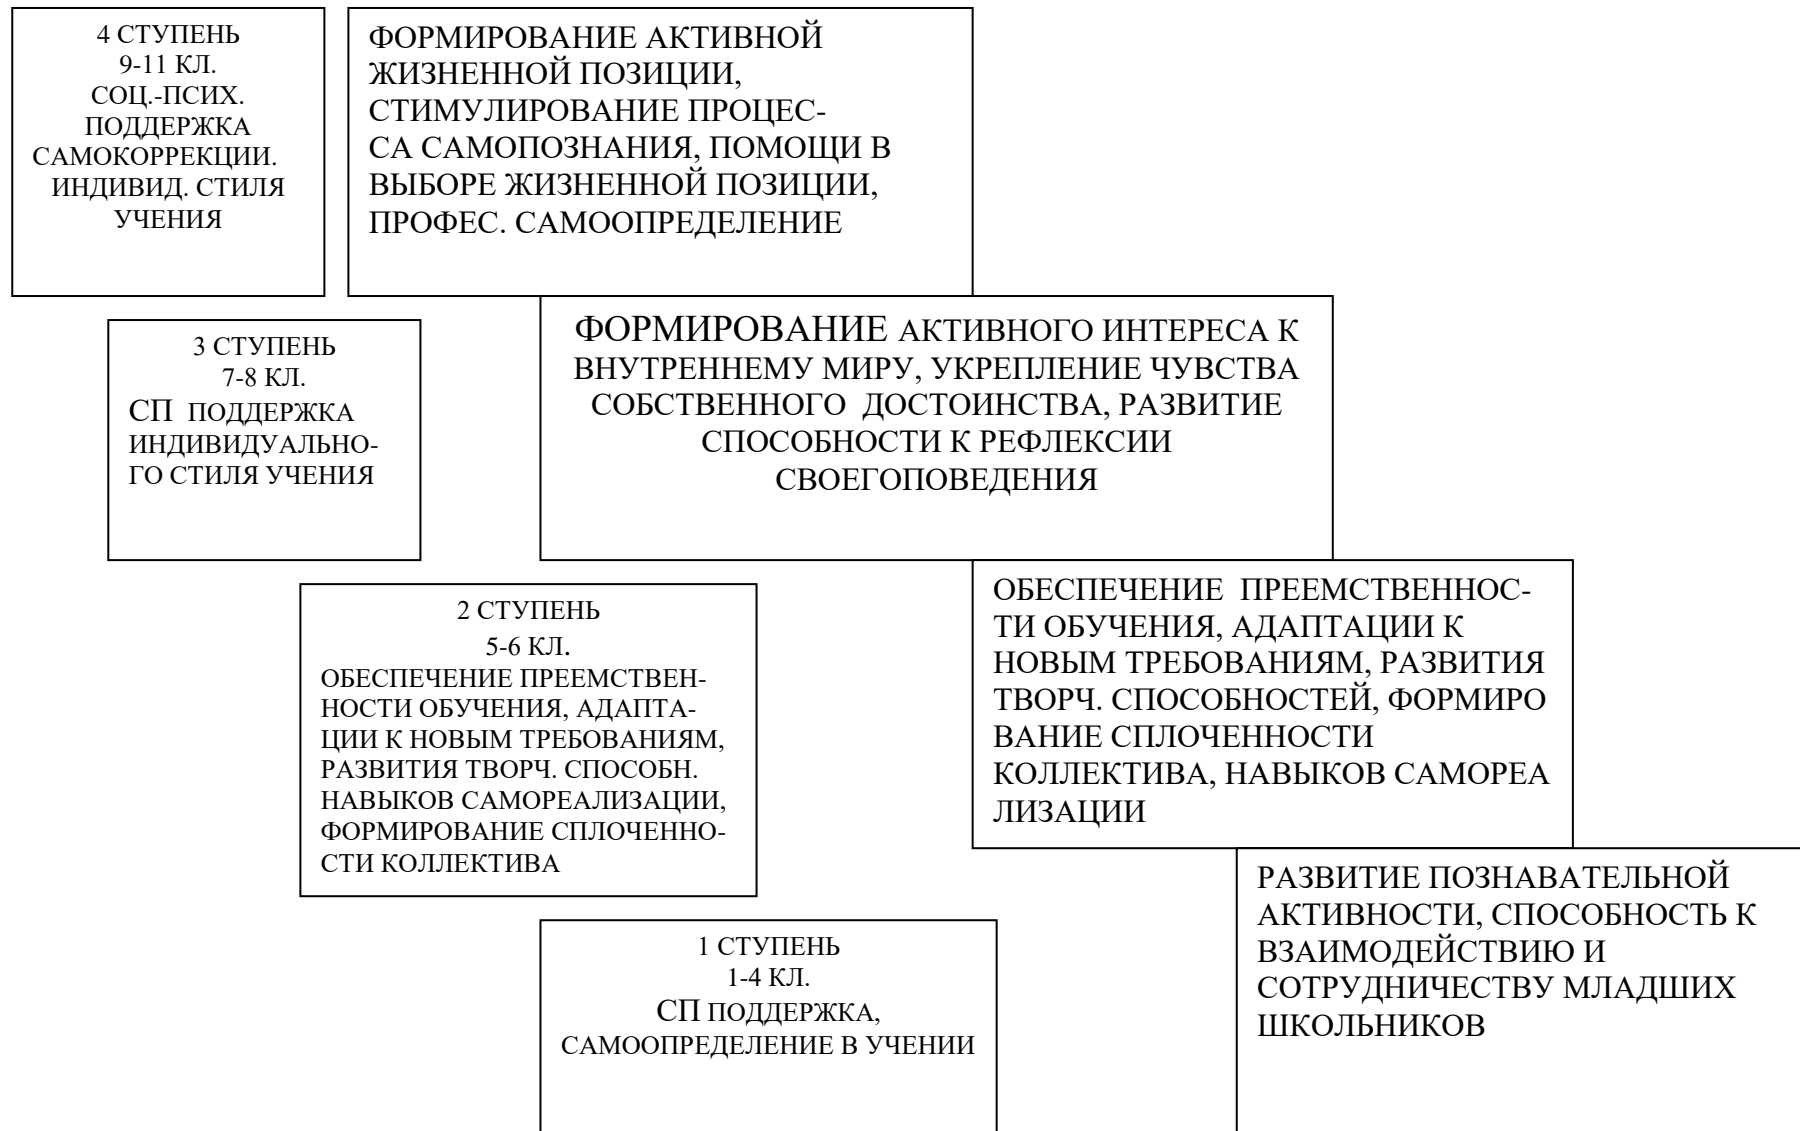 4 СТУПЕНЬ
9-11 КЛ.
СОЦ.-ПСИХ.
ПОДДЕРЖКА
САМОКОРРЕКЦИИ.
ИНДИВИД. СТИЛЯ
УЧЕНИЯ
ФОРМИРОВАНИЕ АКТИВНОЙ
ЖИЗНЕННОЙ ПОЗИЦИИ,
СТИМУЛИРОВАНИЕ ПРОЦЕС-
СА САМОПОЗНАНИЯ, ПОМОЩИ В
ВЫБОРЕ ЖИЗНЕННОЙ ПОЗИЦИИ,
ПРОФЕС. САМООПРЕДЕЛЕНИЕ
3 СТУПЕНЬ
7-8 КЛ.
СП ПОДДЕРЖКА
ИНДИВИДУАЛЬНО-
ГО СТИЛЯ УЧЕНИЯ
ФОРМИРОВАНИЕ АКТИВНОГО ИНТЕРЕСА К
ВНУТРЕННЕМУ МИРУ, УКРЕПЛЕНИЕ ЧУВСТВА
СОБСТВЕННОГО ДОСТОИНСТВА, РАЗВИТИЕ
СПОСОБНОСТИ К РЕФЛЕКСИИ
СВОЕГОПОВЕДЕНИЯ
2 СТУПЕНЬ
5-6 КЛ.
ОБЕСПЕЧЕНИЕ ПРЕЕМСТВЕН-
НОСТИ ОБУЧЕНИЯ, АДАПТА-
ЦИИ К НОВЫМ ТРЕБОВАНИЯМ,
РАЗВИТИЯ ТВОРЧ. СПОСОБН.
НАВЫКОВ САМОРЕАЛИЗАЦИИ,
ФОРМИРОВАНИЕ СПЛОЧЕННО-
СТИ КОЛЛЕКТИВА
ОБЕСПЕЧЕНИЕ ПРЕЕМСТВЕННОС-
ТИ ОБУЧЕНИЯ, АДАПТАЦИИ К
НОВЫМ ТРЕБОВАНИЯМ, РАЗВИТИЯ
ТВОРЧ. СПОСОБНОСТЕЙ, ФОРМИРО
ВАНИЕ СПЛОЧЕННОСТИ
КОЛЛЕКТИВА, НАВЫКОВ САМОРЕА
ЛИЗАЦИИ
1 СТУПЕНЬ
1-4 КЛ.
СП ПОДДЕРЖКА,
САМООПРЕДЕЛЕНИЕ В УЧЕНИИ
РАЗВИТИЕ ПОЗНАВАТЕЛЬНОЙ
АКТИВНОСТИ, СПОСОБНОСТЬ К
ВЗАИМОДЕЙСТВИЮ И
СОТРУДНИЧЕСТВУ МЛАДШИХ
ШКОЛЬНИКОВ